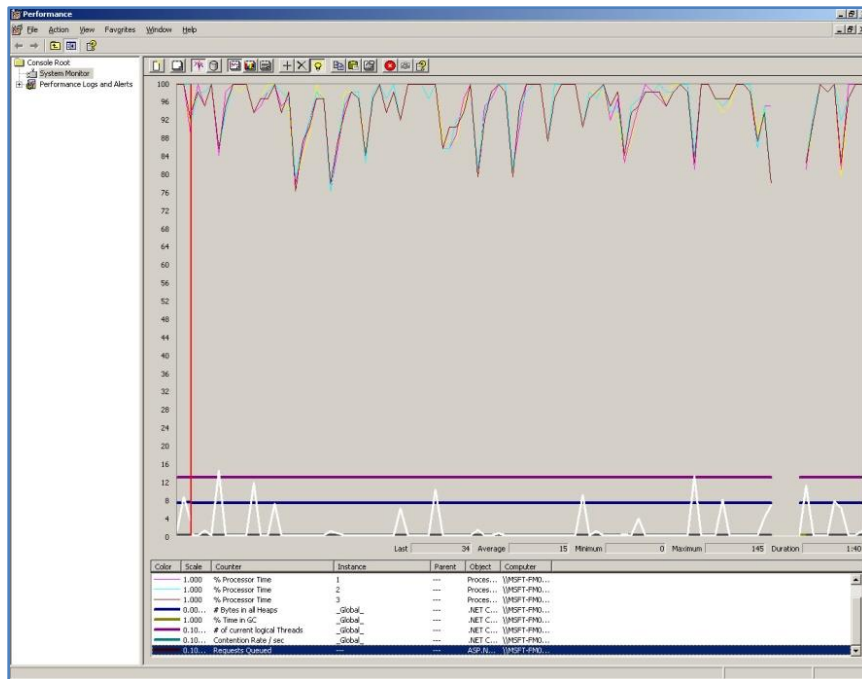 Performance
File Action View Favorites Window Help
Console Root
System Monitor
Performance Logs and Alerts
100
96
92
88
84
80
76
72
68
64
60
56
52
48
44
40
36
32
28
24
20
16
12
8
4
0
Last 34 Average 15 Minimum 0 Maximum 145 Duration 1:40
Color Scale Counter Instance Parent Object Computer
1.000 % Processor Time 1 --- Proces... \\MSFT-FM0...
1.000 % Processor Time 2 --- Proces... \\MSFT-FM0...
1.000 % Processor Time 3 --- Proces... \\MSFT-FM0...
0.00... # Bytes in all Heaps _Global_ --- .NET C... \\MSFT-FM0...
1.000 % Time in GC _Global_ --- .NET C... \\MSFT-FM0...
0.10... # of current logical Threads _Global_ --- .NET C... \\MSFT-FM0...
0.10... Contention Rate / sec _Global_ --- .NET C... \\MSFT-FM0...
0.10... Requests Queued --- --- ASP.N... \\MSFT-FM0...